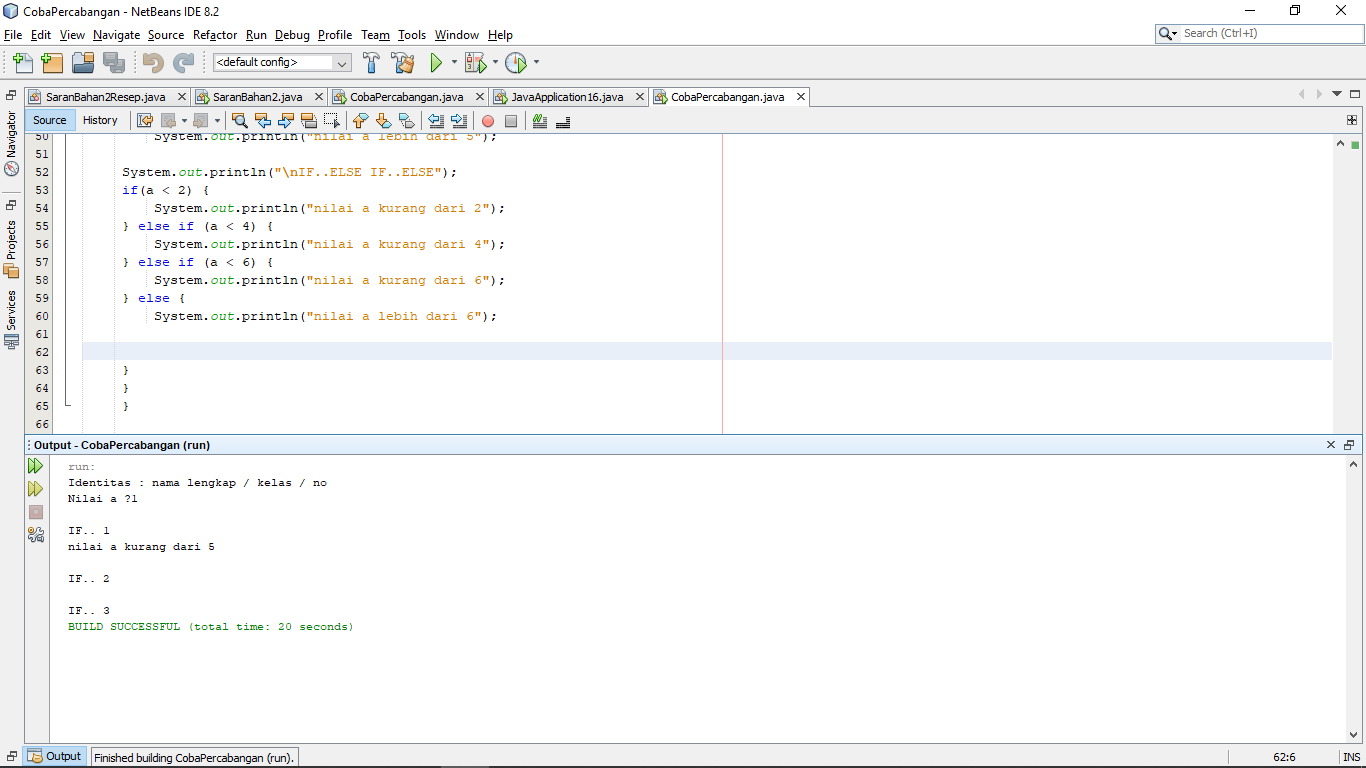 CobaPercabangan - NetBeans IDE 8.2
File Edit View Navigate Source Refactor Run Debug Profile Team Tools Window Help
Search (Ctrl+I)
<default config>
SaranBahan2Resep.java SaranBahan2.java CobaPercabangan.java JavaApplication16.java CobaPercabangan.java
Source History
Navigator
Projects
Services
50 System.out.println("nilai a lebih dari 5");
51
52 System.out.println("\nIF..ELSE IF..ELSE");
53 if(a < 2) {
54 System.out.println("nilai a kurang dari 2");
55 } else if (a < 4) {
56 System.out.println("nilai a kurang dari 4");
57 } else if (a < 6) {
58 System.out.println("nilai a kurang dari 6");
59 } else {
60 System.out.println("nilai a lebih dari 6");
61
62
63 }
64 }
65 }
66
Output - CobaPercabangan (run)
run:
Identitas : nama lengkap / kelas / no
Nilai a ?1
IF.. 1
nilai a kurang dari 5
IF.. 2
IF.. 3
BUILD SUCCESSFUL (total time: 20 seconds)
Output Finished building CobaPercabangan (run). 62:6 INS